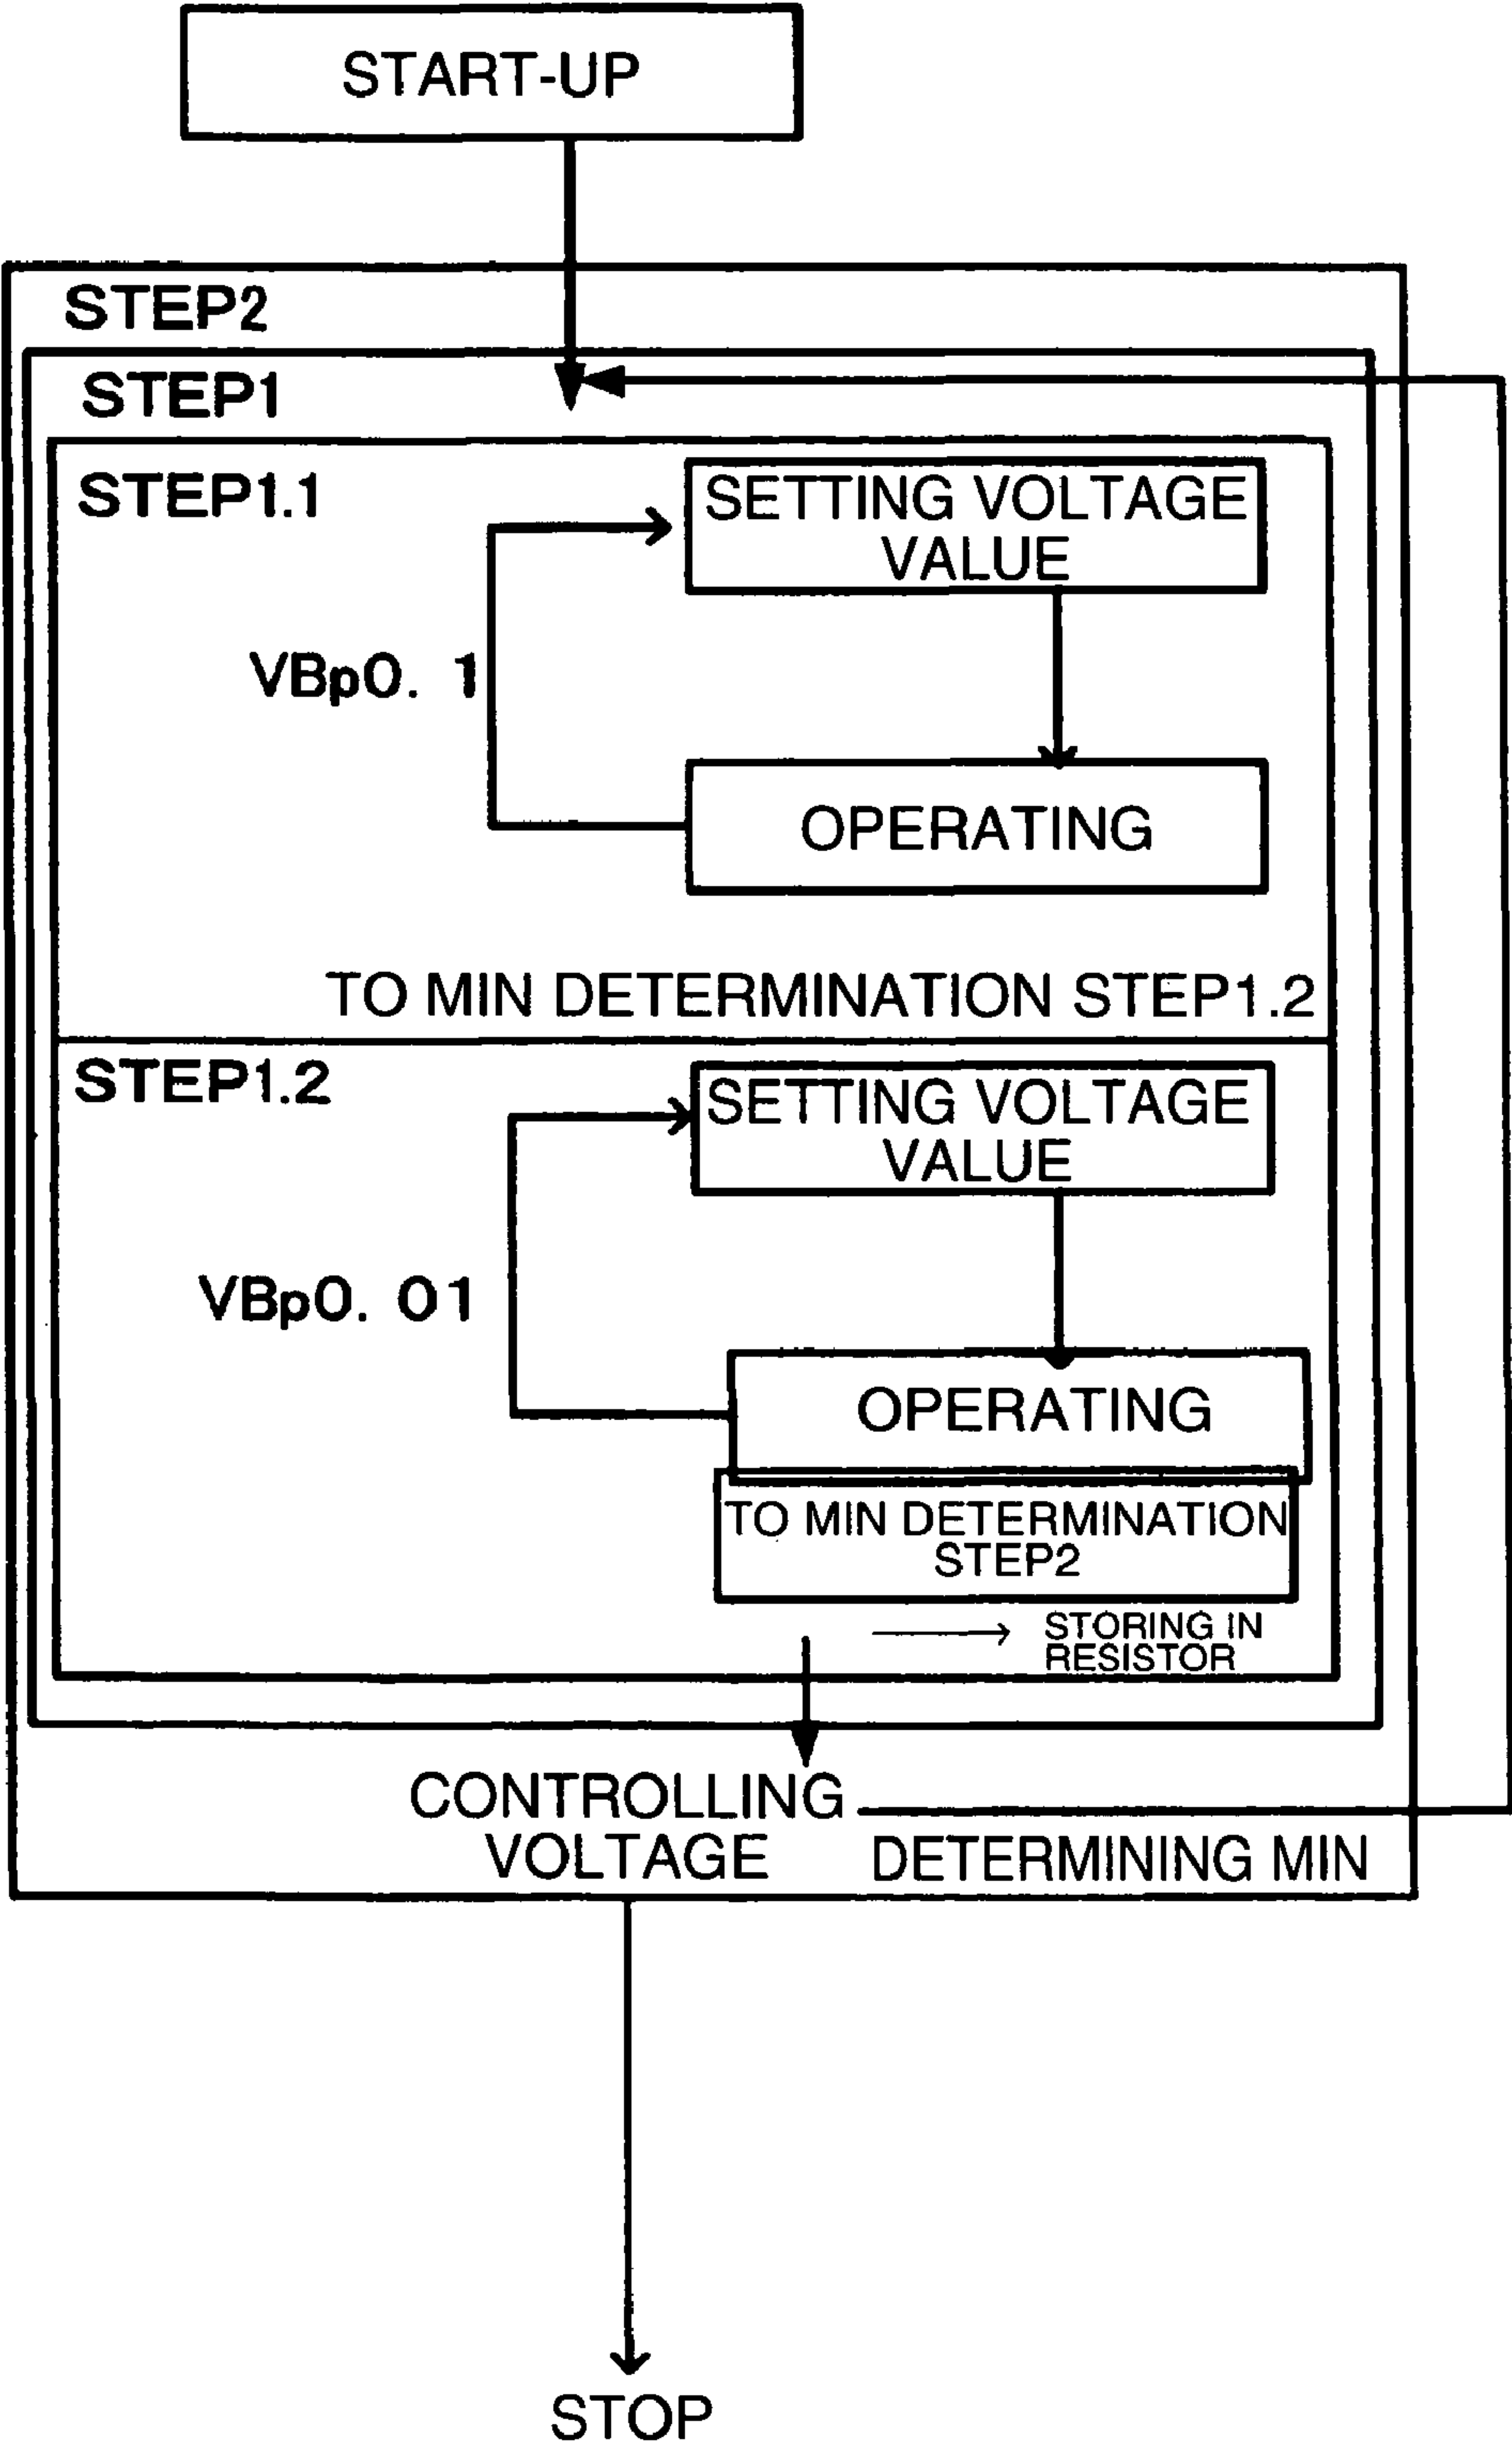 START-UP
STEP2
STEP1
STEP1.1
SETTING VOLTAGE
VALUE
VBp0. 1
OPERATING
TO MIN DETERMINATION STEP1.2
STEP1.2
SETTING VOLTAGE
VALUE
VBp0. 01
OPERATING
TO MIN DETERMINATION
STEP2
STORING IN
RESISTOR
CONTROLLING
VOLTAGE
DETERMINING MIN
STOP